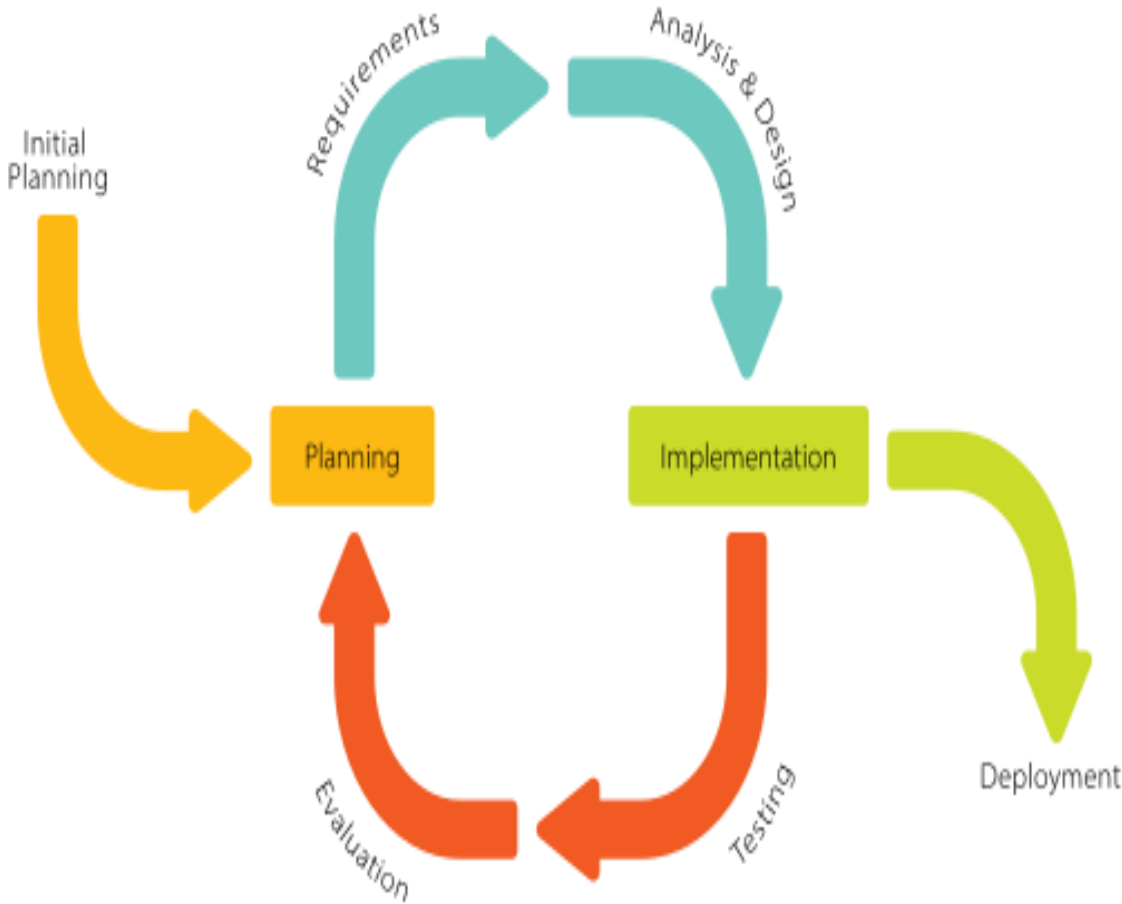 Requirements
Analysis & Design
Initial
Planning
Planning
Implementation
Evaluation
Testing
Deployment